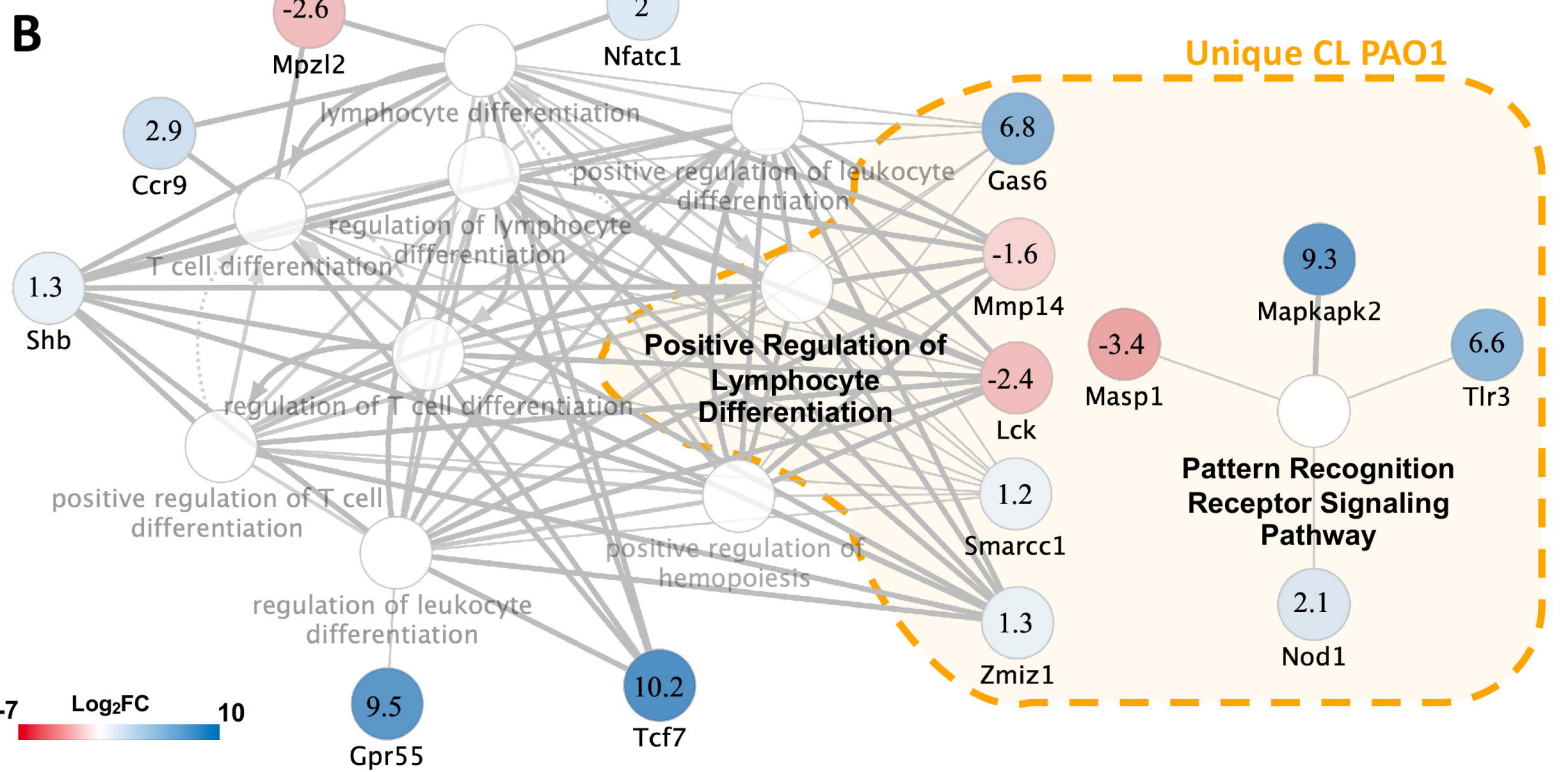 B
-2.6
Mpzl2
2
Nfatc1
Unique CL PAO1
2.9
Ccr9
lymphocyte differentiation
6.8
Gas6
positive regulation of leukocyte
differentiation
regulation of lymphocyte
differentiation
T cell differentiation
1.3
Shb
-1.6
Mmp14
9.3
Mapkapk2
-3.4
Masp1
6.6
Tlr3
Positive Regulation of
Lymphocyte
Differentiation
-2.4
Lck
regulation of T cell differentiation
Pattern Recognition
Receptor Signaling
Pathway
positive regulation of T cell
differentiation
1.2
Smarcc1
positive regulation of
hemopoiesis
regulation of leukocyte
differentiation
2.1
Nod1
1.3
Zmiz1
10.2
Tcf7
9.5
Gpr55
-7
Log₂FC
10